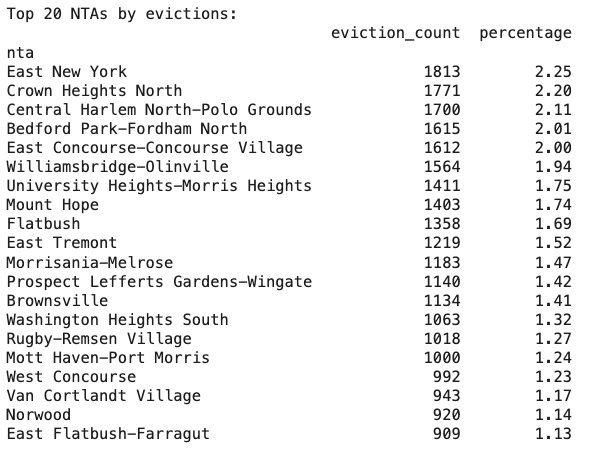 Top 20 NTAs by evictions:
eviction_count percentage
nta
East New York 1813 2.25
Crown Heights North 1771 2.20
Central Harlem North-Polo Grounds 1700 2.11
Bedford Park-Fordham North 1615 2.01
East Concourse-Concourse Village 1612 2.00
Williamsbridge-Olinville 1564 1.94
University Heights-Morris Heights 1411 1.75
Mount Hope 1403 1.74
Flatbush 1358 1.69
East Tremont 1219 1.52
Morrisania-Melrose 1183 1.47
Prospect Lefferts Gardens-Wingate 1140 1.42
Brownsville 1134 1.41
Washington Heights South 1063 1.32
Rugby-Remsen Village 1018 1.27
Mott Haven-Port Morris 1000 1.24
West Concourse 992 1.23
Van Cortlandt Village 943 1.17
Norwood 920 1.14
East Flatbush-Farragut 909 1.13